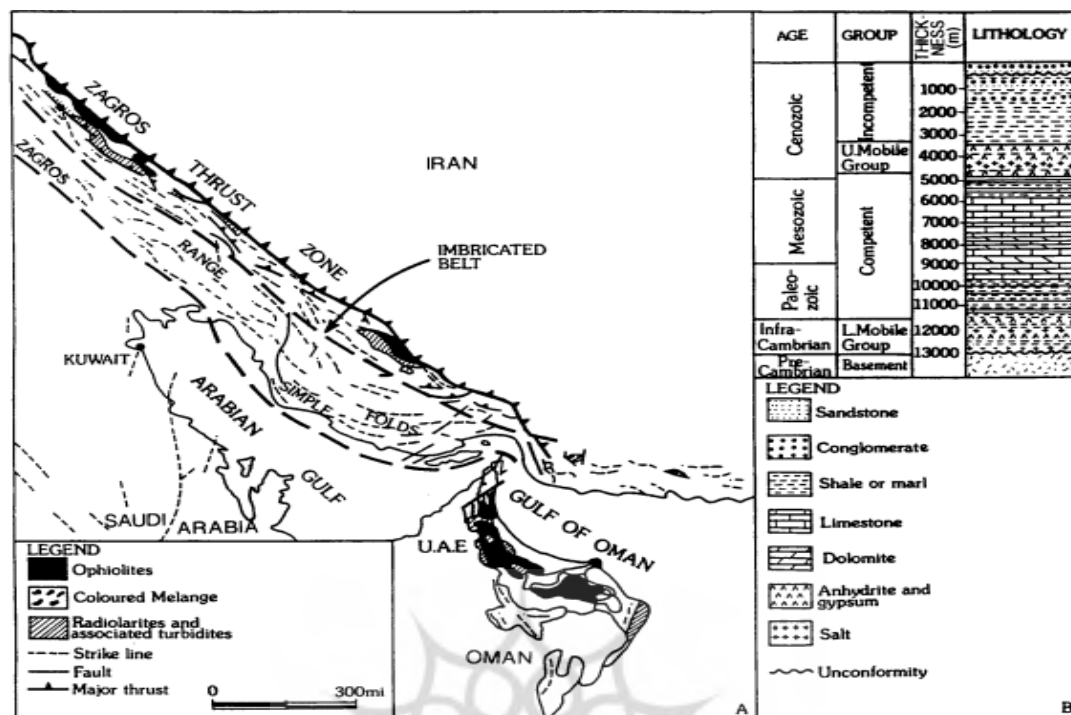 ZAGROS
THRUST
ZONE
ZAGROS
RANGE
IRAN
IMBRICATED
BELT
KUWAIT
ARABIAN
GULF
SIMPLE
FOLDS
SAUDI
ARABIA
GULF OF OMAN
U.A.E
OMAN
LEGEND
Ophiolites
Coloured Melange
Radiolarites and
associated turbidites
Strike line
Fault
Major thrust
0 300mi
A
AGE GROUP THICK-NESS (m) LITHOLOGY
Cenozoic
Mesozoic
Paleo-zoic
Infra-
Cambrian
Pre-
Cambrian
Incompetent
U.Mobile
Group
Competent
L.Mobile
Group
Basement
1000
2000
3000
4000
5000
6000
7000
8000
9000
10000
11000
12000
13000
LEGEND
Sandstone
Conglomerate
Shale or marl
Limestone
Dolomite
Anhydrite and
gypsum
Salt
Unconformity
B